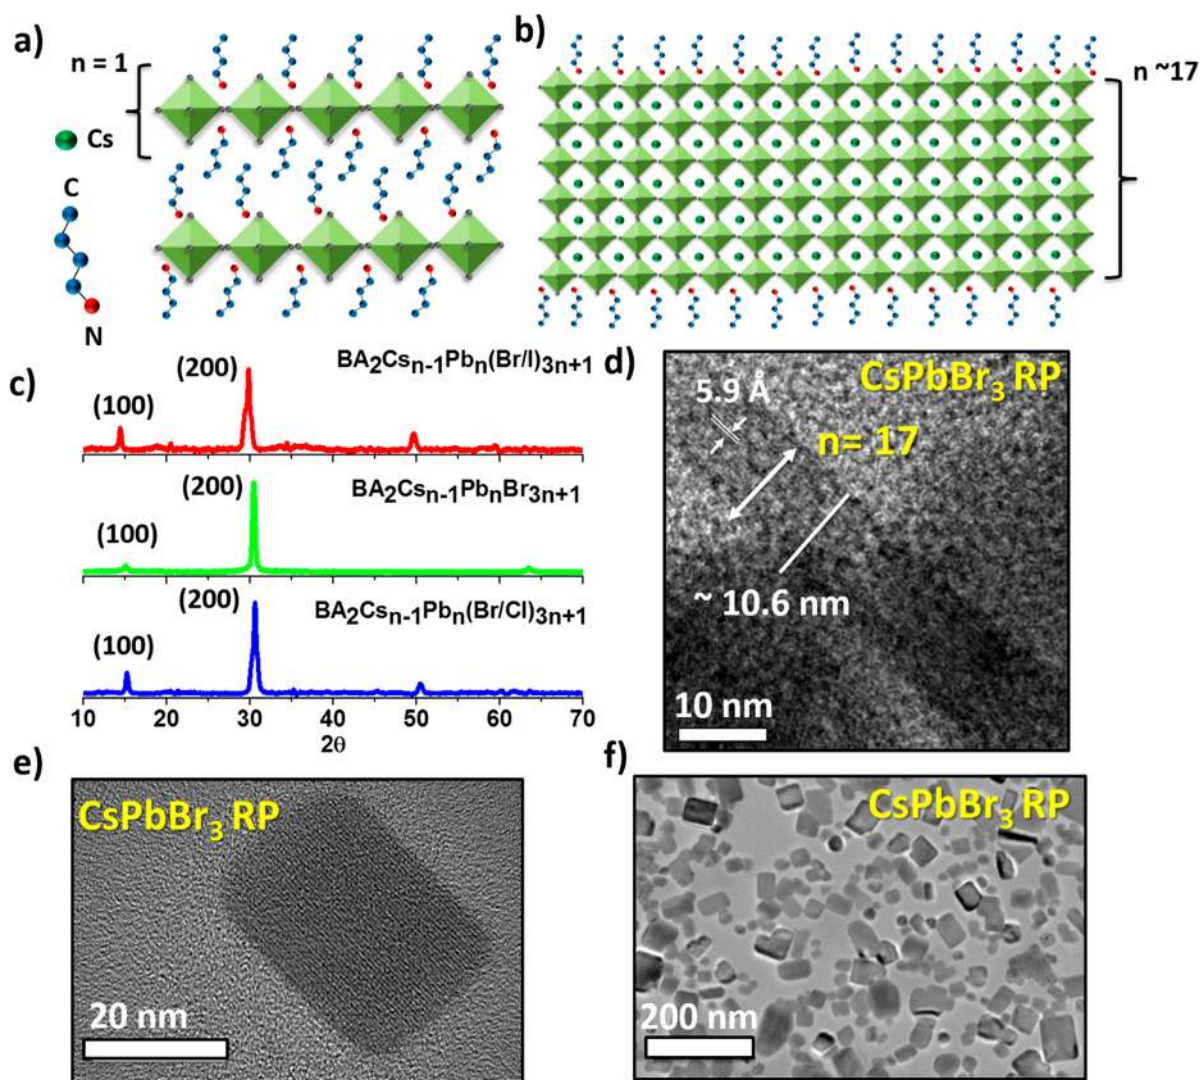 a)
n = 1
Cs
C
N
b)
n ~17
c)
(100)
(200)
BA₂Csₙ₋₁Pbₙ(Br/I)₃ₙ₊₁
(100)
(200)
BA₂Csₙ₋₁PbₙBr₃ₙ₊₁
(100)
(200)
BA₂Csₙ₋₁Pbₙ(Br/Cl)₃ₙ₊₁
10 20 30 40 50 60 70
2θ
d)
CsPbBr₃ RP
5.9 Å
n= 17
~ 10.6 nm
10 nm
e)
CsPbBr₃ RP
20 nm
f)
CsPbBr₃ RP
200 nm